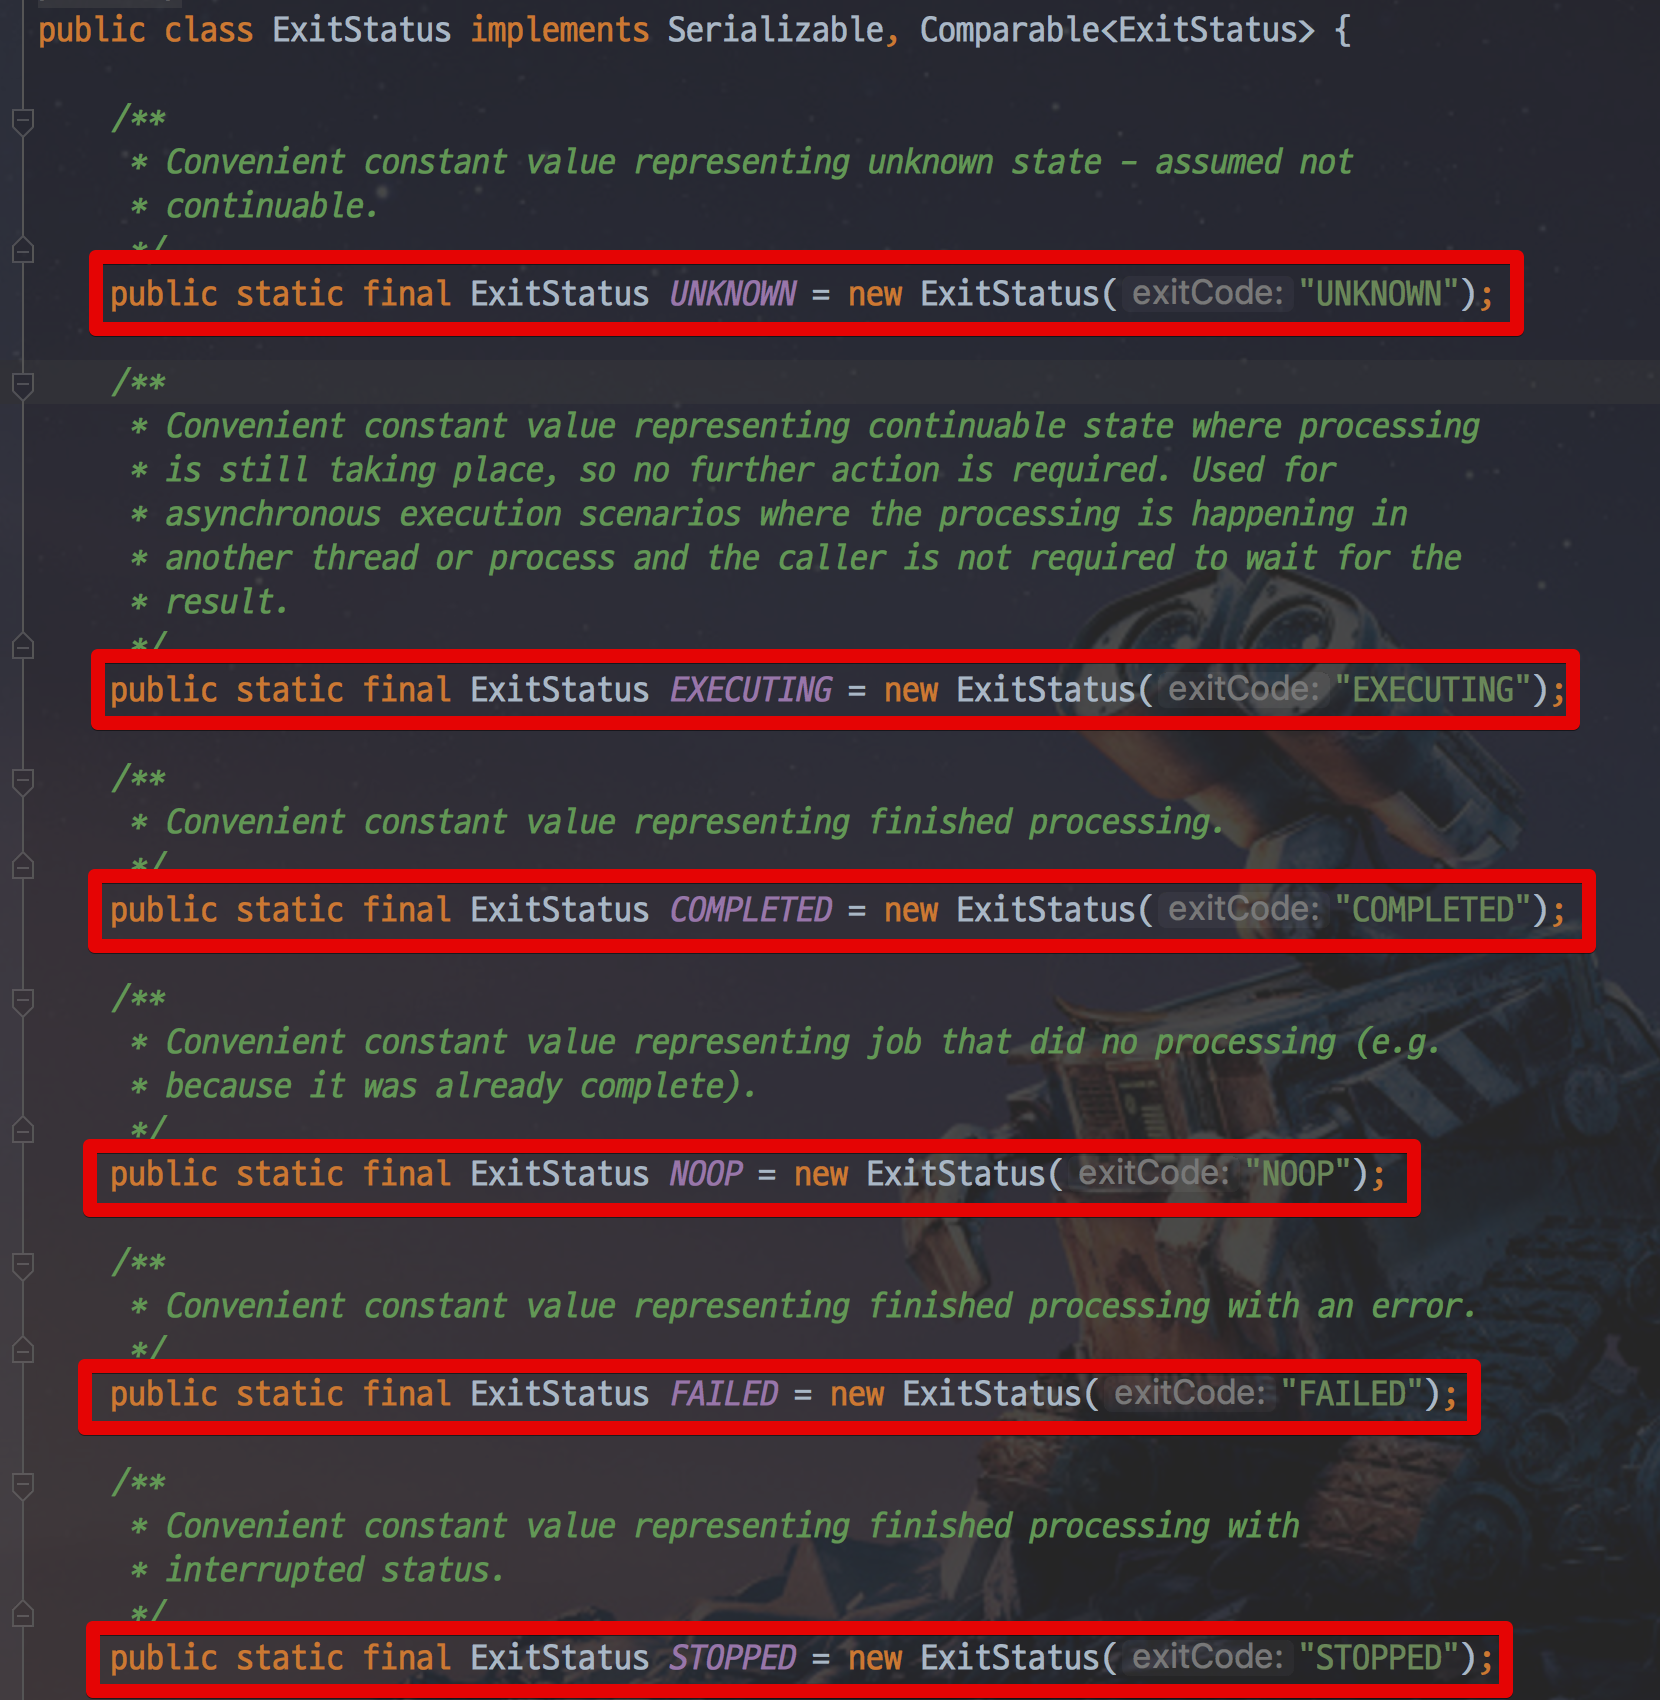 public class ExitStatus implements Serializable, Comparable<ExitStatus> {
/**
* Convenient constant value representing unknown state - assumed not
* continuable.
*/
public static final ExitStatus UNKNOWN = new ExitStatus( exitCode: "UNKNOWN");
/**
* Convenient constant value representing continuable state where processing
* is still taking place, so no further action is required. Used for
* asynchronous execution scenarios where the processing is happening in
* another thread or process and the caller is not required to wait for the
* result.
*/
public static final ExitStatus EXECUTING = new ExitStatus( exitCode: "EXECUTING");
/**
* Convenient constant value representing finished processing.
*/
public static final ExitStatus COMPLETED = new ExitStatus( exitCode: "COMPLETED");
/**
* Convenient constant value representing job that did no processing (e.g.
* because it was already complete).
*/
public static final ExitStatus NOOP = new ExitStatus( exitCode: "NOOP");
/**
* Convenient constant value representing finished processing with an error.
*/
public static final ExitStatus FAILED = new ExitStatus( exitCode: "FAILED");
/**
* Convenient constant value representing finished processing with
* interrupted status.
*/
public static final ExitStatus STOPPED = new ExitStatus( exitCode: "STOPPED");